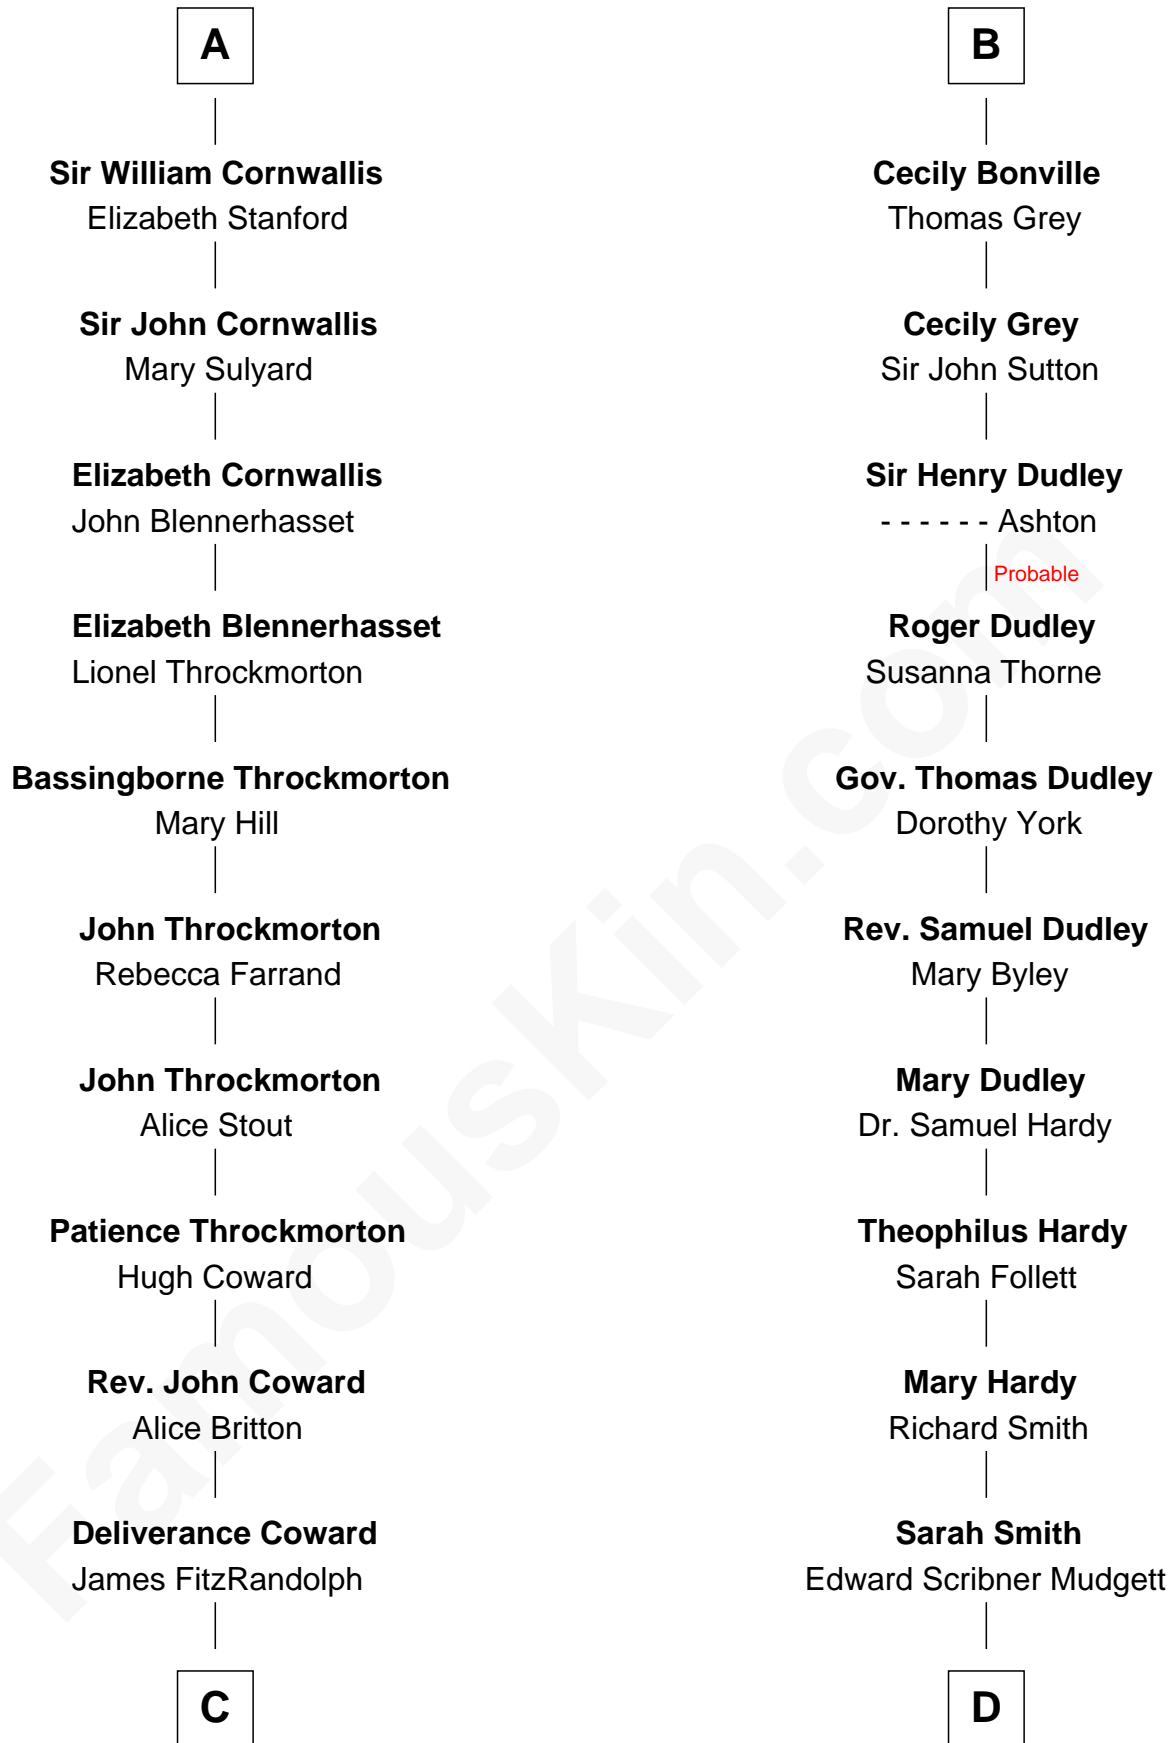 A
Sir William Cornwallis
Elizabeth Stanford
Sir John Cornwallis
Mary Sulyard
Elizabeth Cornwallis
John Blennerhasset
Elizabeth Blennerhasset
Lionel Throckmorton
Bassingborne Throckmorton
Mary Hill
John Throckmorton
Rebecca Farrand
John Throckmorton
Alice Stout
Patience Throckmorton
Hugh Coward
Rev. John Coward
Alice Britton
Deliverance Coward
James FitzRandolph
C
B
Cecily Bonville
Thomas Grey
Cecily Grey
Sir John Sutton
Sir Henry Dudley
- - - - - - Ashton
Probable
Roger Dudley
Susanna Thorne
Gov. Thomas Dudley
Dorothy York
Rev. Samuel Dudley
Mary Byley
Mary Dudley
Dr. Samuel Hardy
Theophilus Hardy
Sarah Follett
Mary Hardy
Richard Smith
Sarah Smith
Edward Scribner Mudgett
D
FamousKin.com